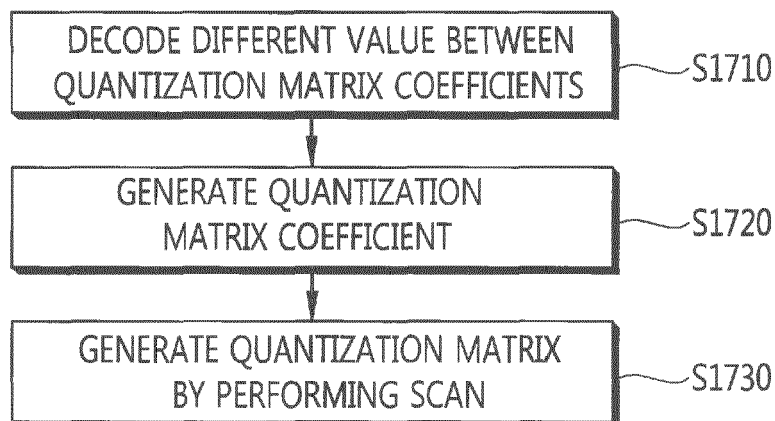 DECODE DIFFERENT VALUE BETWEEN
QUANTIZATION MATRIX COEFFICIENTS
S1710
GENERATE QUANTIZATION
MATRIX COEFFICIENT
S1720
GENERATE QUANTIZATION MATRIX
BY PERFORMING SCAN
S1730